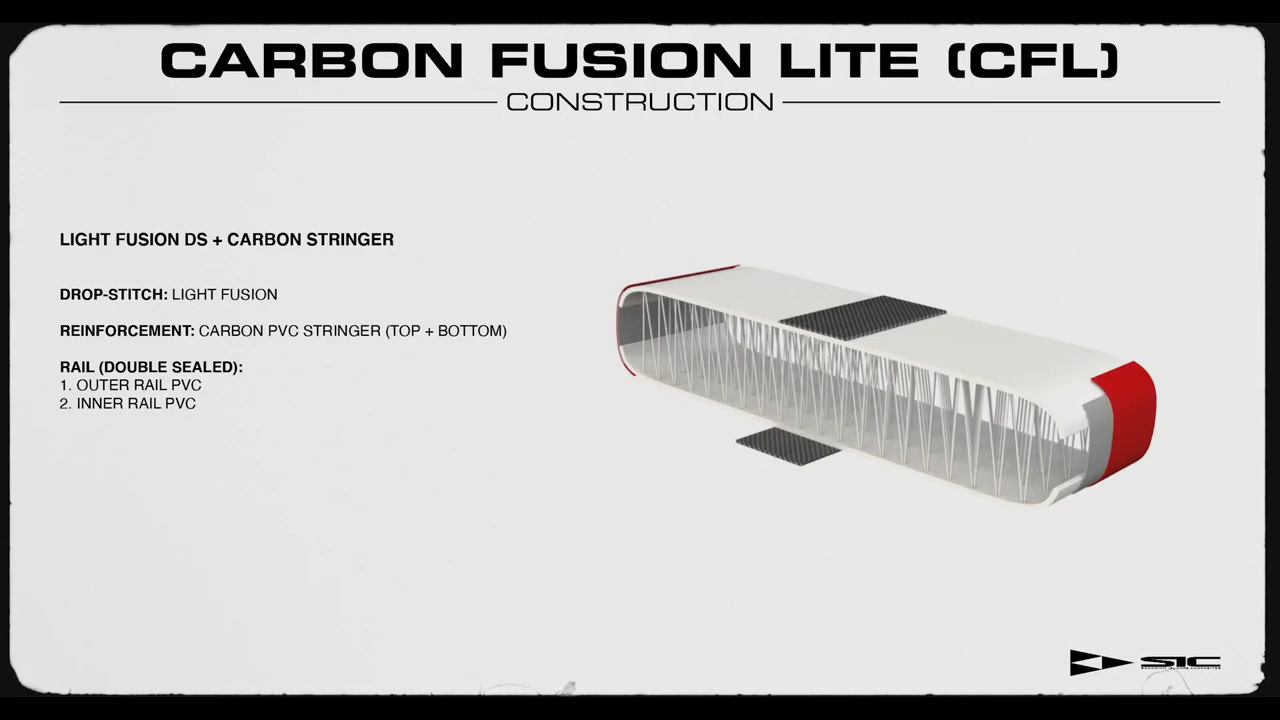 CARBON FUSION LITE (CFL)
CONSTRUCTION
LIGHT FUSION DS + CARBON STRINGER
DROP-STITCH: LIGHT FUSION
REINFORCEMENT: CARBON PVC STRINGER (TOP + BOTTOM)
RAIL (DOUBLE SEALED):
1. OUTER RAIL PVC
2. INNER RAIL PVC
SIC